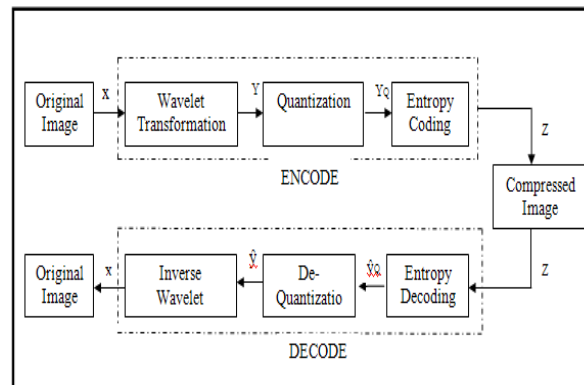 Original
Image
X
Wavelet
Transformation
Y
Quantization
YQ
Entropy
Coding
Z
ENCODE
Compressed
Image
Original
Image
x
Inverse
Wavelet
ŷ
De-
Quantizatio
ŷQ
Entropy
Decoding
Z
DECODE